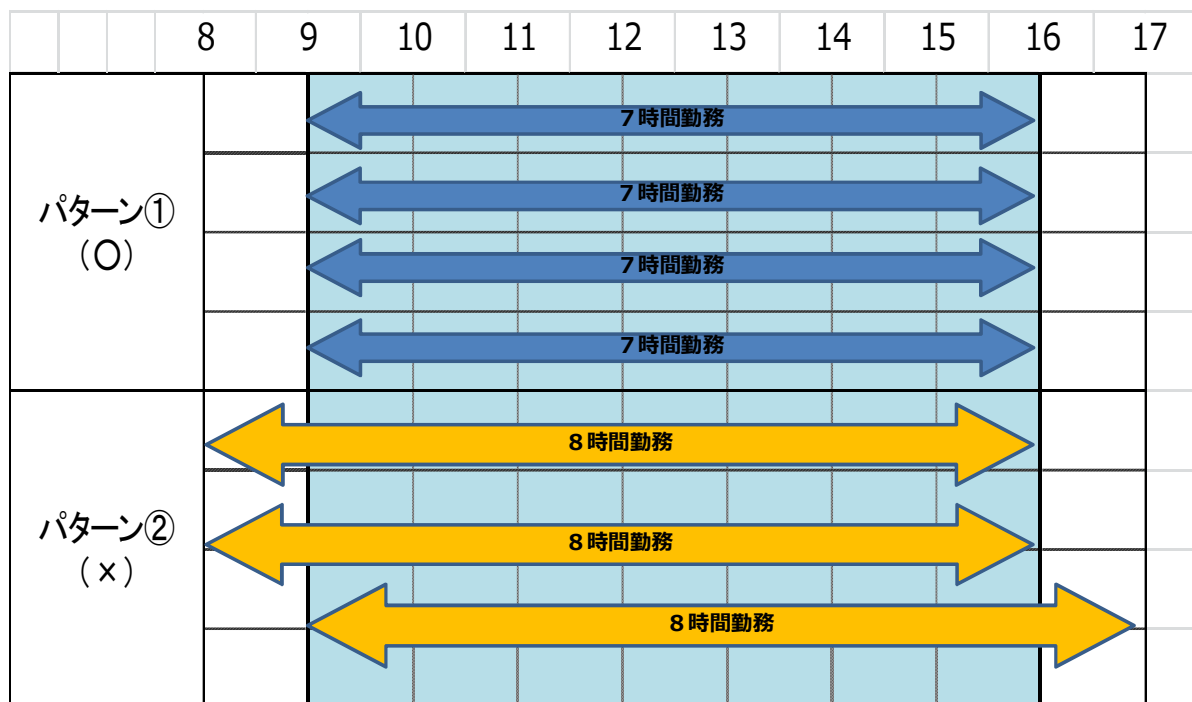 8 9 10 11 12 13 14 15 16 17
パターン①
（○）
７時間勤務
７時間勤務
７時間勤務
７時間勤務
パターン②
（×）
８時間勤務
８時間勤務
８時間勤務